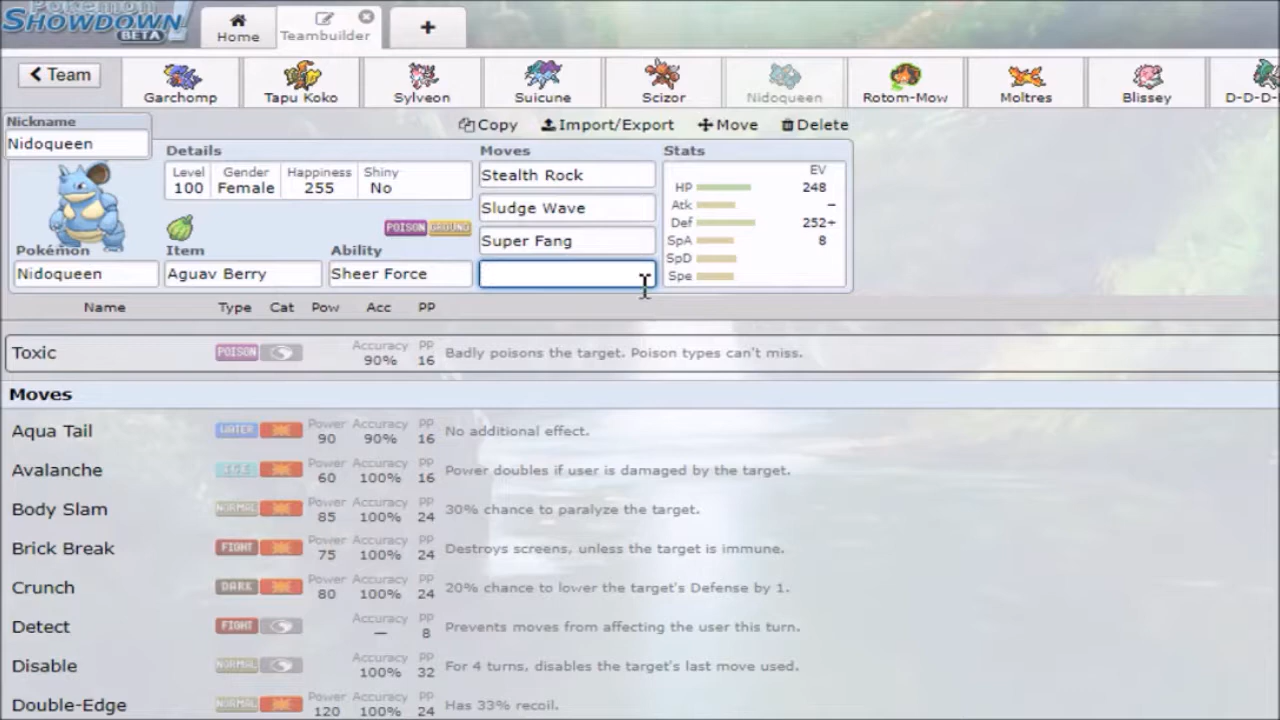 Pokémon
SHOWDOWN
BETA
Home
Teambuilder
+
Team
Garchomp
Tapu Koko
Sylveon
Suicune
Scizor
Nidoqueen
Rotom-Mow
Moltres
Blissey
D-D-D-
Nickname
Nidoqueen
Copy Import/Export Move Delete
Details
Level Gender Happiness Shiny
100 Female 255 No
POISON GROUND
Pokémon Item Ability
Nidoqueen Aguav Berry Sheer Force
Moves
Stealth Rock
Sludge Wave
Super Fang
Stats
EV
HP 248
Atk –
Def 252+
SpA 8
SpD
Spe
Name Type Cat Pow Acc PP
Toxic POISON Accuracy 90% PP 16 Badly poisons the target. Poison types can't miss.
Moves
Aqua Tail WATER Power 90 Accuracy 90% PP 16 No additional effect.
Avalanche ICE Power 60 Accuracy 100% PP 16 Power doubles if user is damaged by the target.
Body Slam NORMAL Power 85 Accuracy 100% PP 24 30% chance to paralyze the target.
Brick Break FIGHT Power 75 Accuracy 100% PP 24 Destroys screens, unless the target is immune.
Crunch DARK Power 80 Accuracy 100% PP 24 20% chance to lower the target's Defense by 1.
Detect FIGHT Accuracy — PP 8 Prevents moves from affecting the user this turn.
Disable NORMAL Accuracy 100% PP 32 For 4 turns, disables the target's last move used.
Double-Edge NORMAL Power 120 Accuracy 100% PP 24 Has 33% recoil.